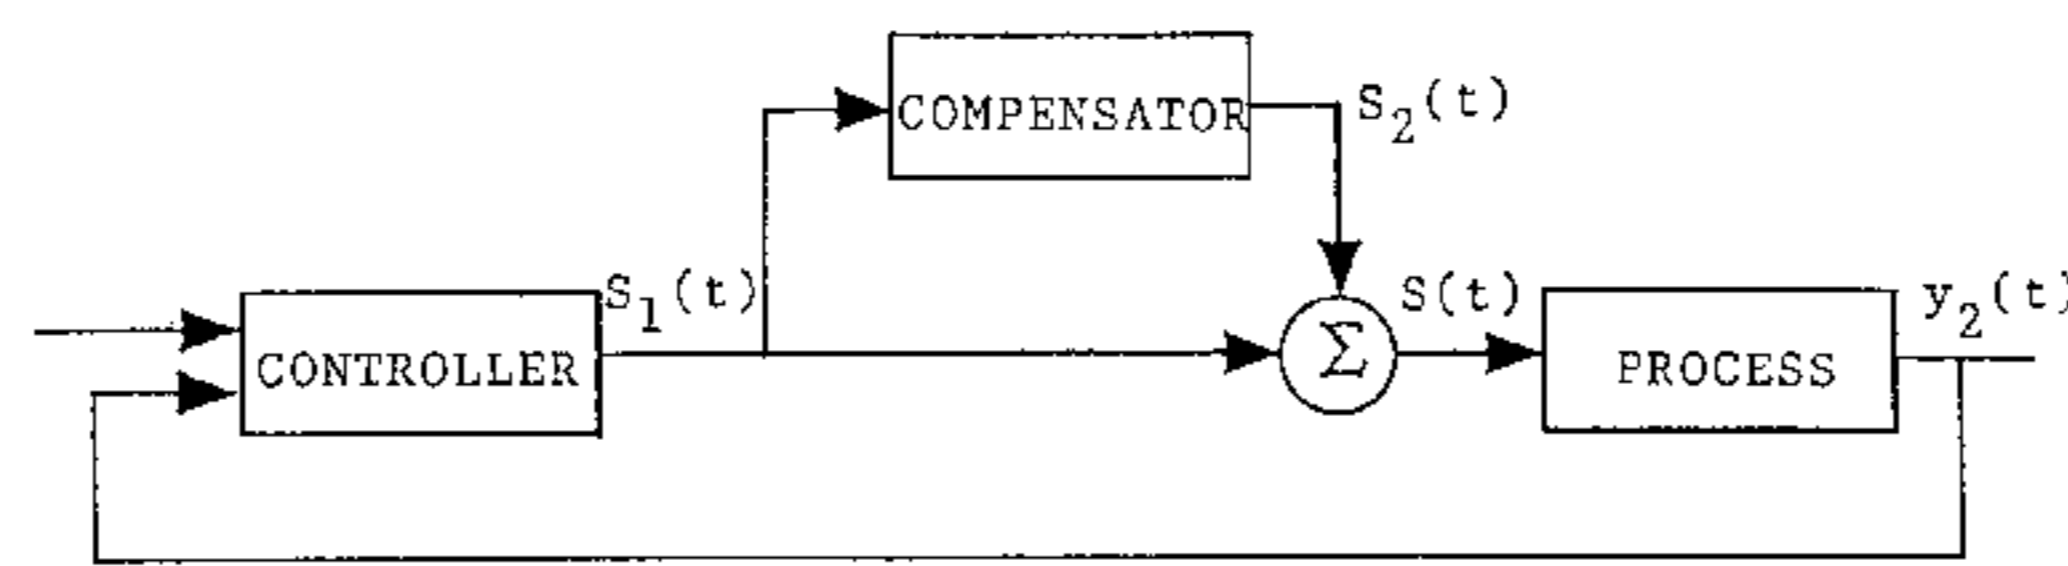 COMPENSATOR
S₂(t)
CONTROLLER
S₁(t)
Σ
S(t)
PROCESS
y₂(t)